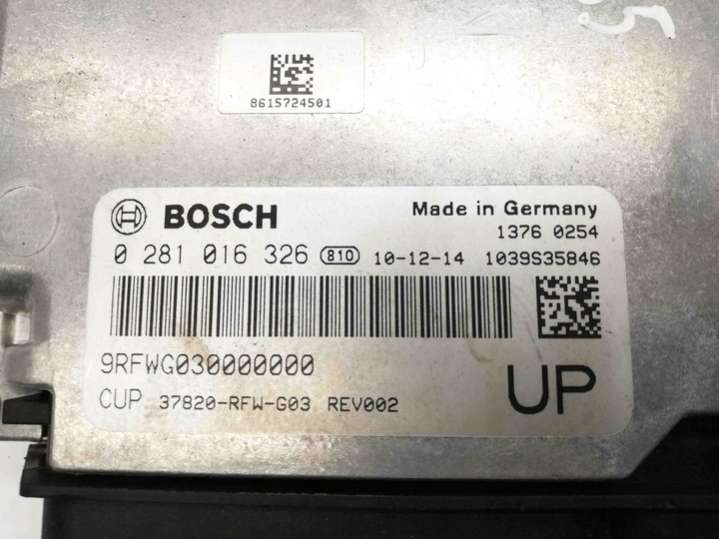 5
8615724501
BOSCH Made in Germany
1376 0254
0 281 016 326 810 10-12-14 1039S35846
9RFWG030000000
CUP 37820-RFW-G03 REV002
UP